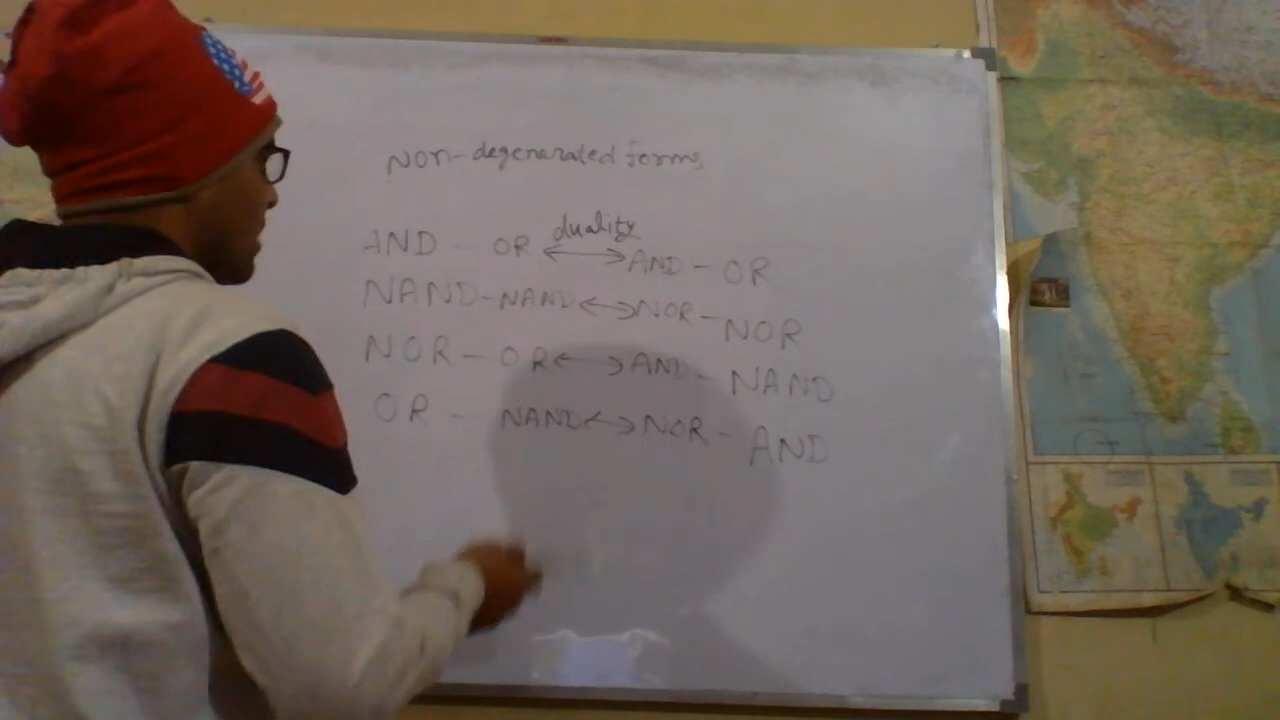 Non-degenerated forms
duality
AND - OR ↔ AND - OR
NAND-NAND ↔ NOR-NOR
NOR - OR ↔ AND - NAND
OR - NAND ↔ NOR - AND